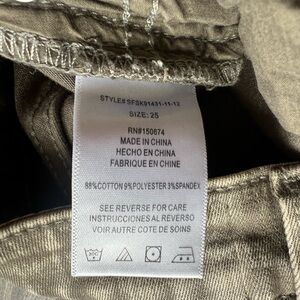 STYLE# SFSK91431-11-12
SIZE: 25
RN#150674
MADE IN CHINA
HECHO EN CHINA
FABRIQUE EN CHINE
88%COTTON 9%POLYESTER 3%SPANDEX
SEE REVERSE FOR CARE
INSTRUCCIONES AL REVERSO
VOIR AUTRE COTE DE SOINS